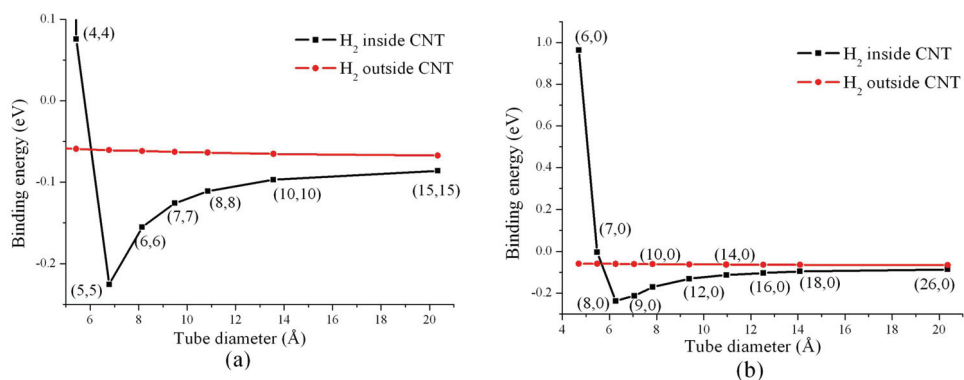 0.1
0.0
-0.1
-0.2
Binding energy (eV)
(4,4)
(5,5)
(6,6)
(7,7)
(8,8)
(10,10)
(15,15)
H2 inside CNT
H2 outside CNT
6 8 10 12 14 16 18 20
Tube diameter (Å)
(a)
1.0
0.8
0.6
0.4
0.2
0.0
-0.2
Binding energy (eV)
(6,0)
(7,0)
(8,0)
(9,0)
(10,0)
(12,0)
(14,0)
(16,0)
(18,0)
(26,0)
H2 inside CNT
H2 outside CNT
4 6 8 10 12 14 16 18 20
Tube diameter (Å)
(b)